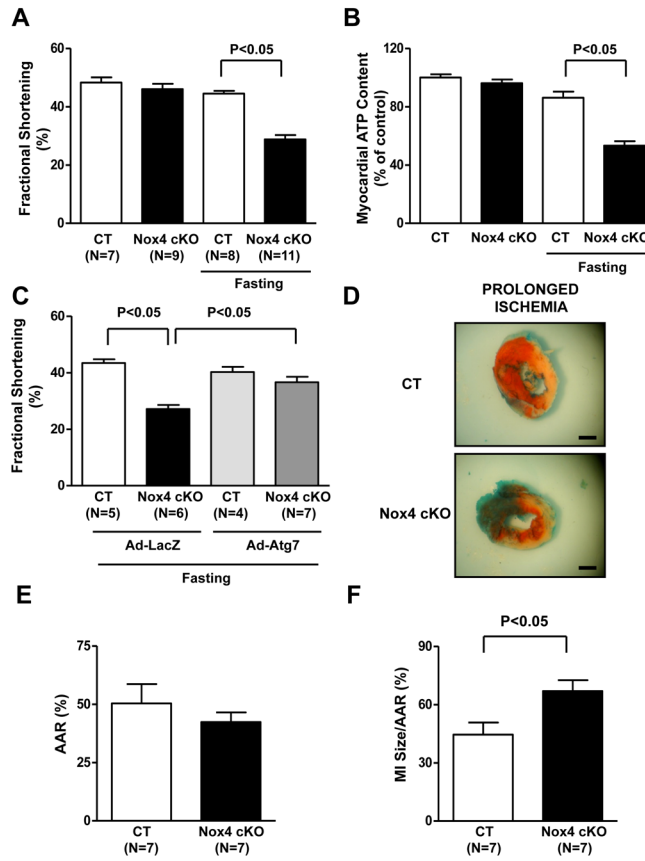 A
Fractional Shortening
(%)
60
40
20
0
P<0.05
CT
(N=7)
Nox4 cKO
(N=9)
CT
(N=8)
Nox4 cKO
(N=11)
Fasting
B
Myocardial ATP Content
(% of control)
120
80
40
0
P<0.05
CT
Nox4 cKO
CT
Nox4 cKO
Fasting
C
Fractional Shortening
(%)
60
40
20
0
P<0.05
P<0.05
CT
(N=5)
Nox4 cKO
(N=6)
CT
(N=4)
Nox4 cKO
(N=7)
Ad-LacZ
Ad-Atg7
Fasting
D
PROLONGED
ISCHEMIA
CT
Nox4 cKO
E
AAR (%)
75
50
25
0
CT
(N=7)
Nox4 cKO
(N=7)
F
MI Size/AAR (%)
90
60
30
0
P<0.05
CT
(N=7)
Nox4 cKO
(N=7)